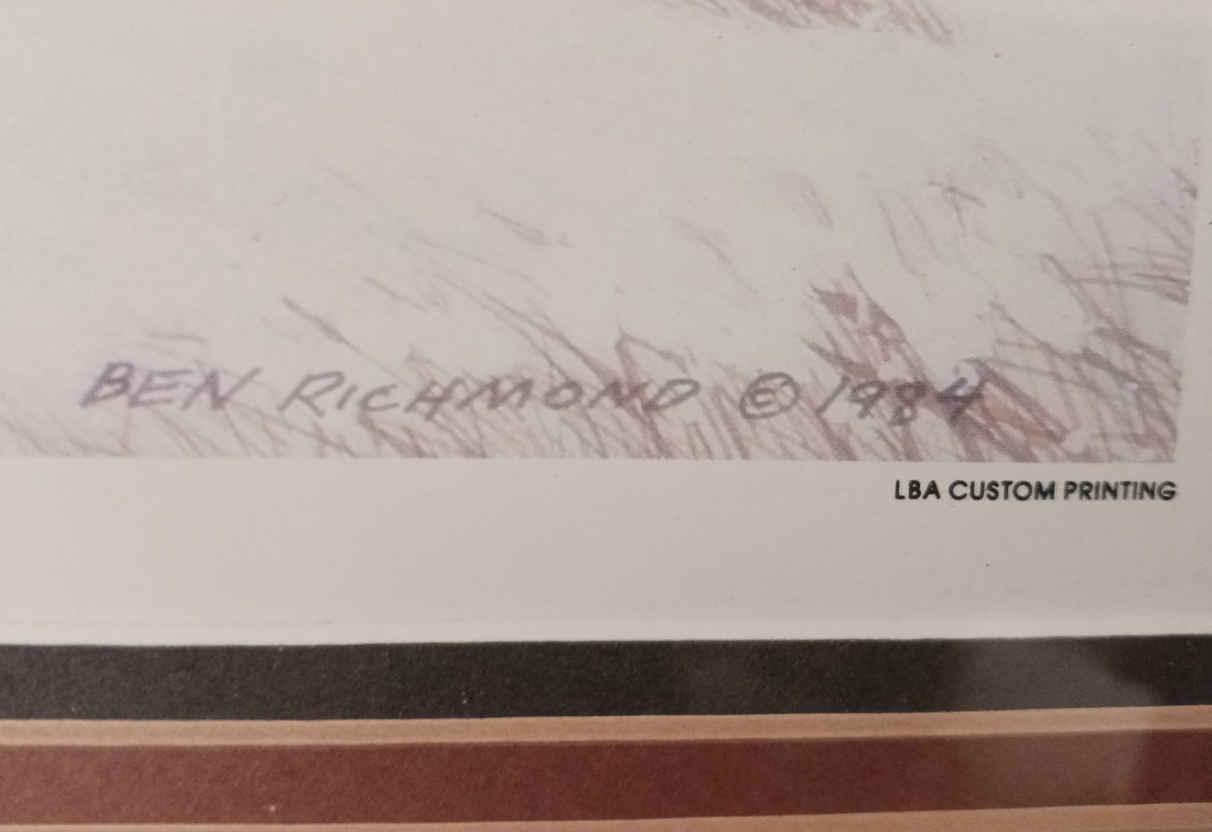 BEN RICHMOND © 1984
LBA CUSTOM PRINTING